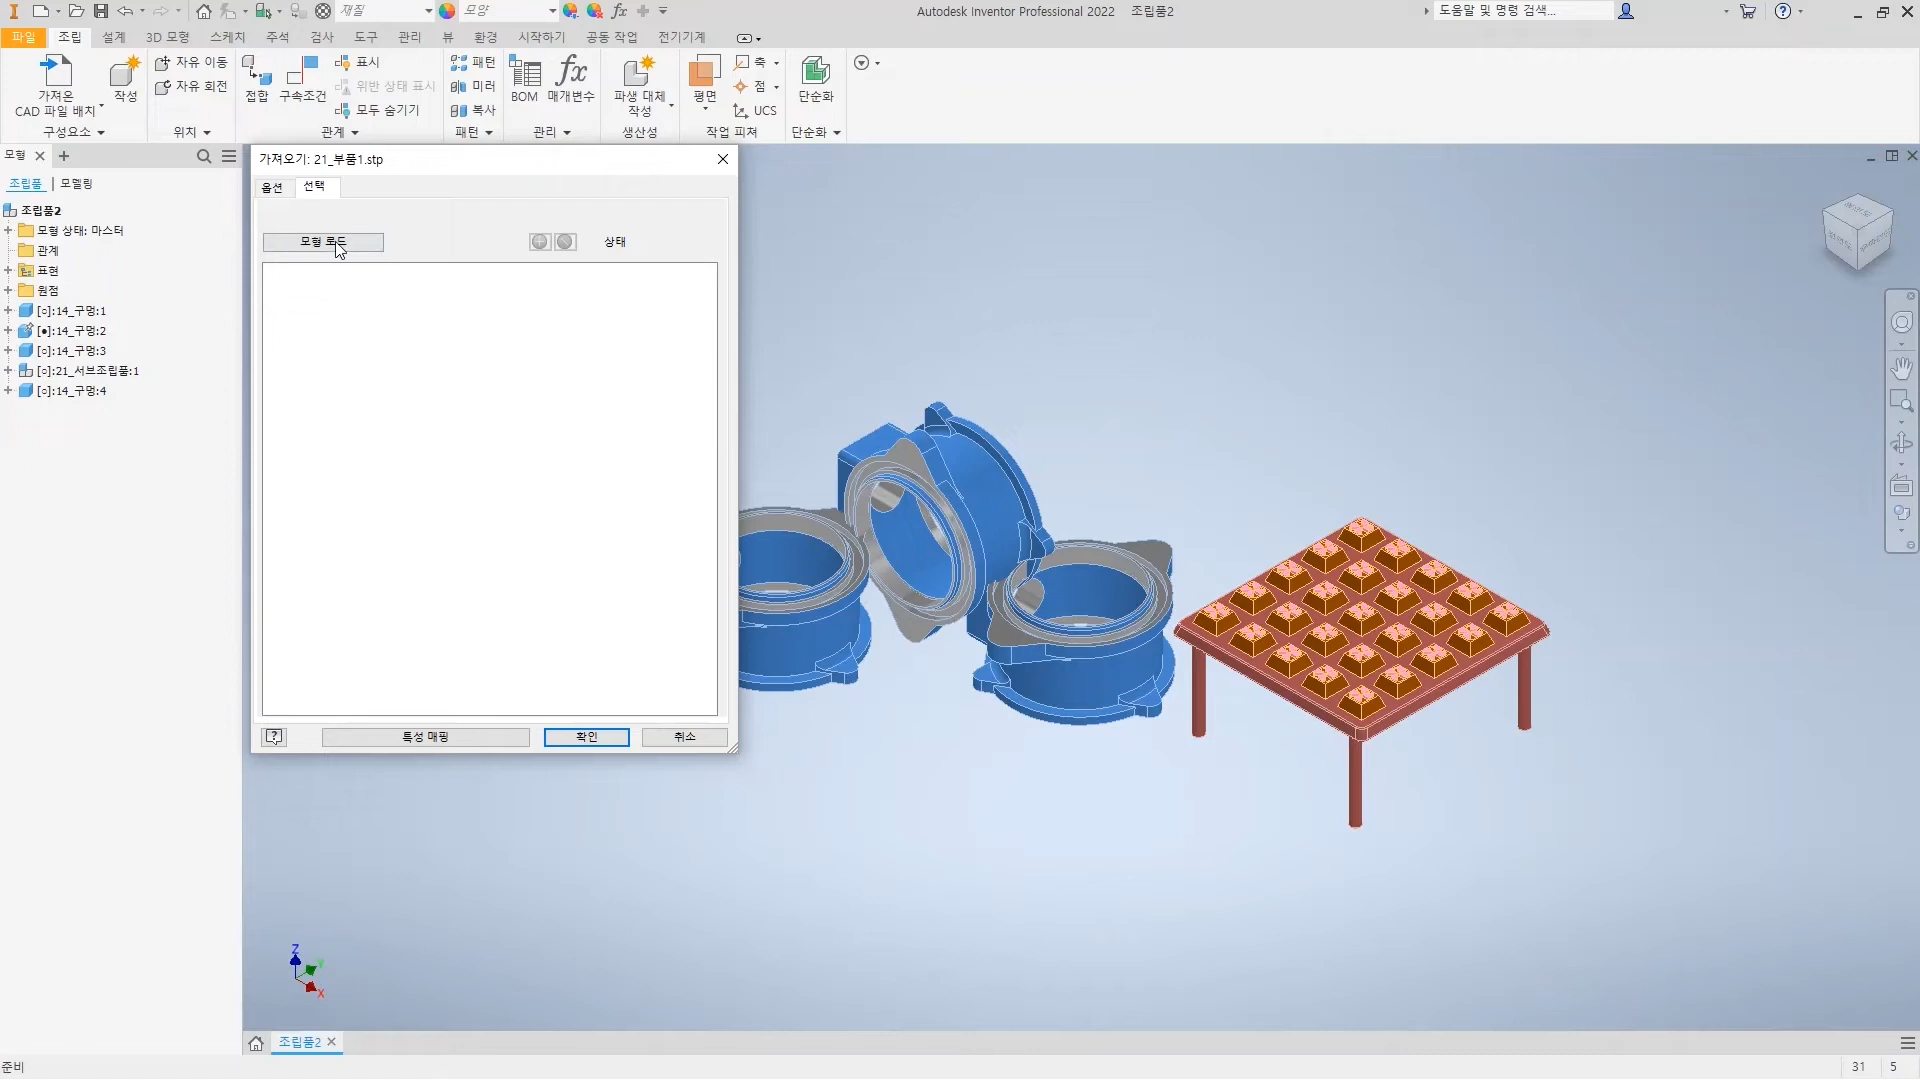 재질
모양
fx
Autodesk Inventor Professional 2022 조립품2
도움말 및 명령 검색...
파일 조립 설계 3D 모형 스케치 주석 검사 도구 관리 뷰 환경 시작하기 공동 작업 전기기계
가져온
CAD 파일 배치
작성
구성요소
자유 이동
자유 회전
위치
접합
구속조건
표시
위반 상태 표시
모두 숨기기
관계
패턴
미러
복사
패턴
BOM
fx
매개변수
관리
파생 대체
작성
생산성
평면
축
점
UCS
작업 피쳐
단순화
단순화
모형
조립품 | 모델링
조립품2
모형 상태: 마스터
관계
표현
원점
[○]:14_구멍:1
[●]:14_구멍:2
[○]:14_구멍:3
[○]:21_서브조립품:1
[○]:14_구멍:4
가져오기: 21_부품1.stp
옵션 선택
모형 로드
상태
특성 매핑
확인
취소
Z
Y
X
조립품2
준비
31 5